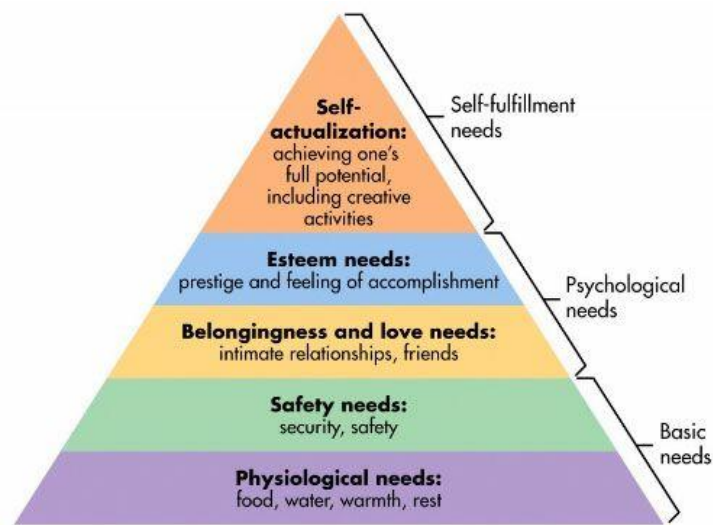 Self-
actualization:
achieving one's
full potential,
including creative
activities
Self-fulfillment
needs
Esteem needs:
prestige and feeling of accomplishment
Psychological
needs
Belongingness and love needs:
intimate relationships, friends
Safety needs:
security, safety
Basic
needs
Physiological needs:
food, water, warmth, rest